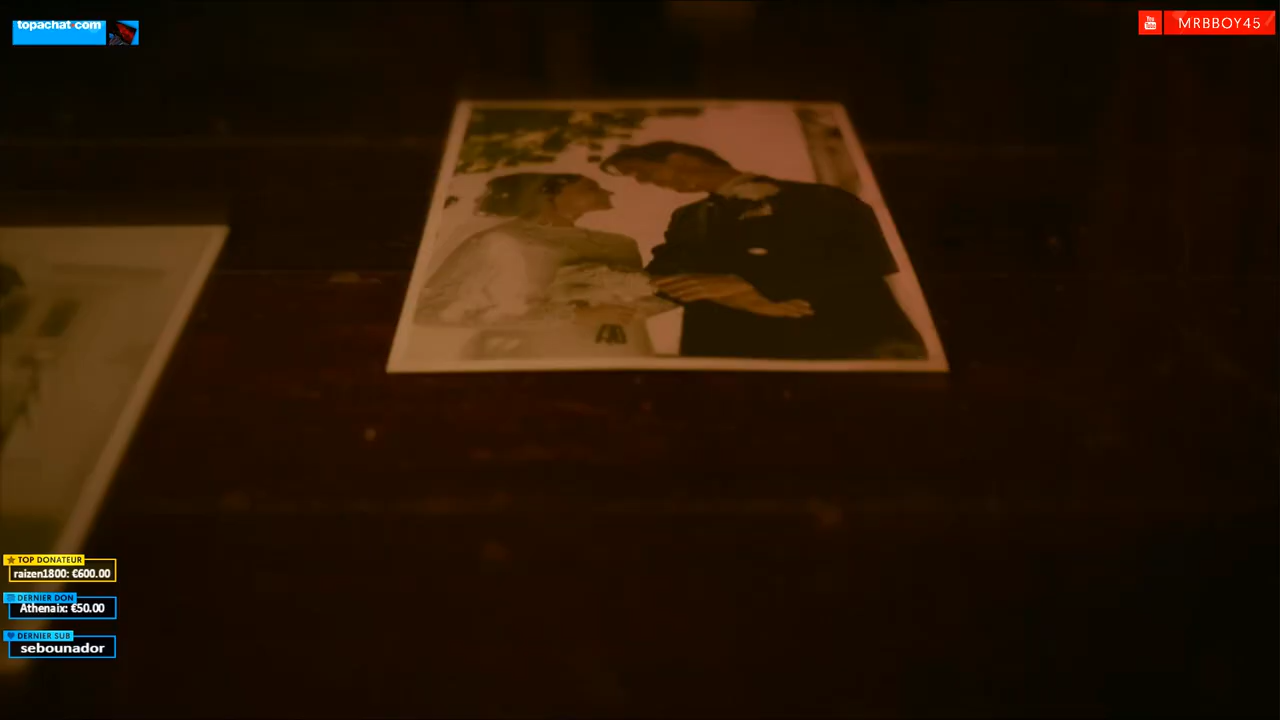 topachat com
MRBBOY45
TOP DONATEUR
raizen1800: €600.00
DERNIER DON
Athenaix: €50.00
DERNIER SUB
sebounador